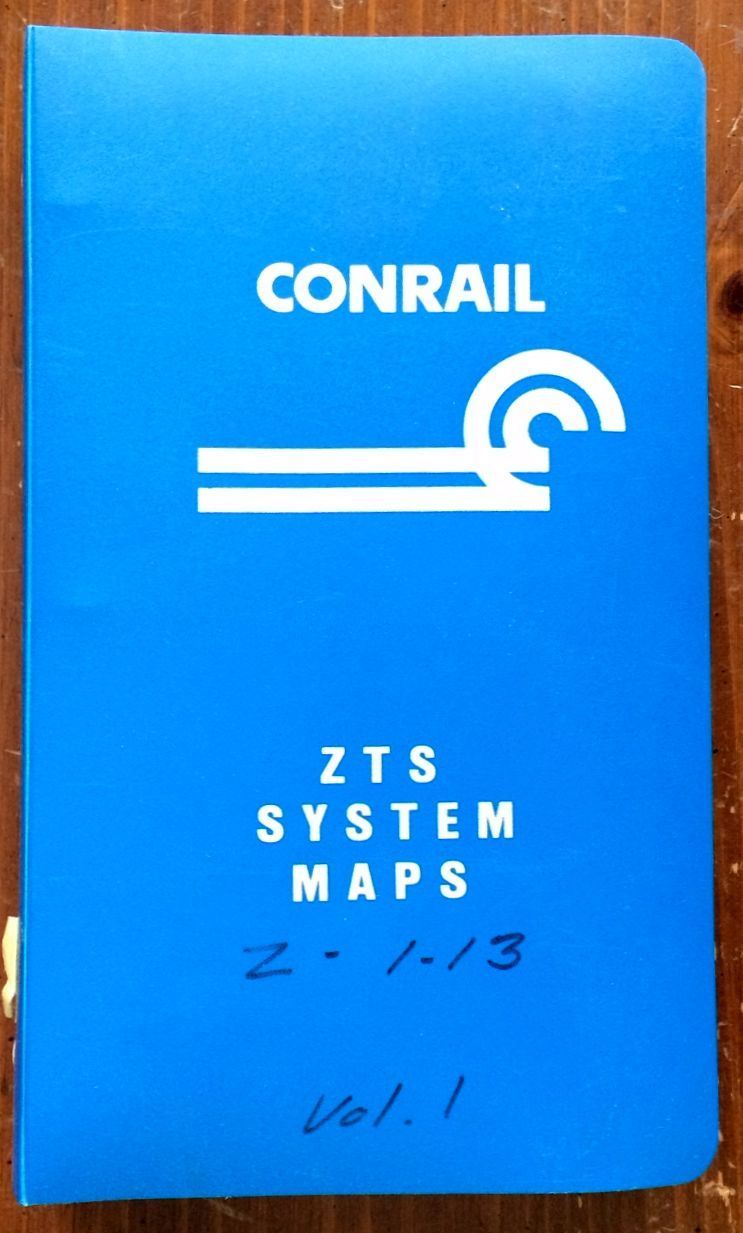 CONRAIL
ZTS
SYSTEM
MAPS
Z - 1-13
Vol. 1